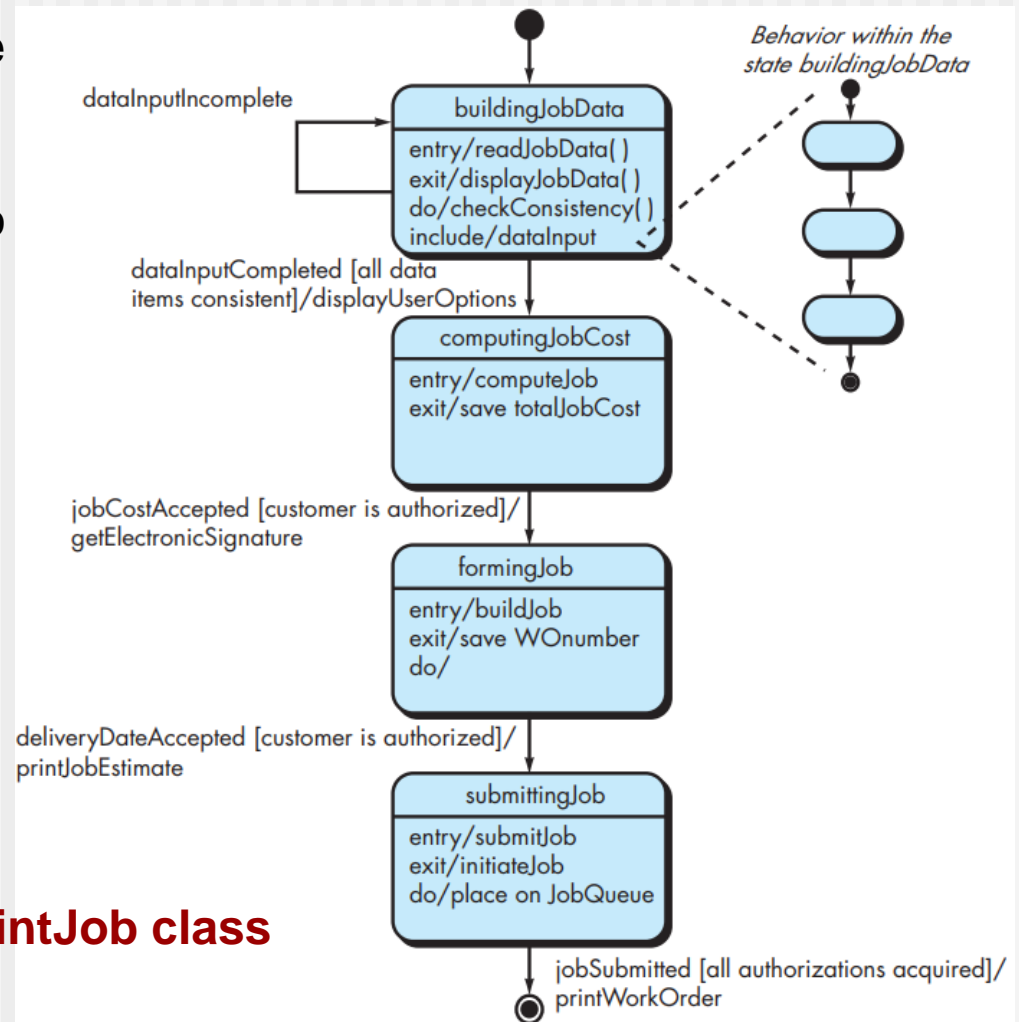 Behavior within the
state buildingJobData
dataInputIncomplete
buildingJobData
entry/readJobData( )
exit/displayJobData( )
do/checkConsistency( )
include/dataInput
dataInputCompleted [all data
items consistent]/displayUserOptions
computingJobCost
entry/computeJob
exit/save totalJobCost
jobCostAccepted [customer is authorized]/
getElectronicSignature
formingJob
entry/buildJob
exit/save WOnumber
do/
deliveryDateAccepted [customer is authorized]/
printJobEstimate
submittingJob
entry/submitJob
exit/initiateJob
do/place on JobQueue
intJob class
jobSubmitted [all authorizations acquired]/
printWorkOrder